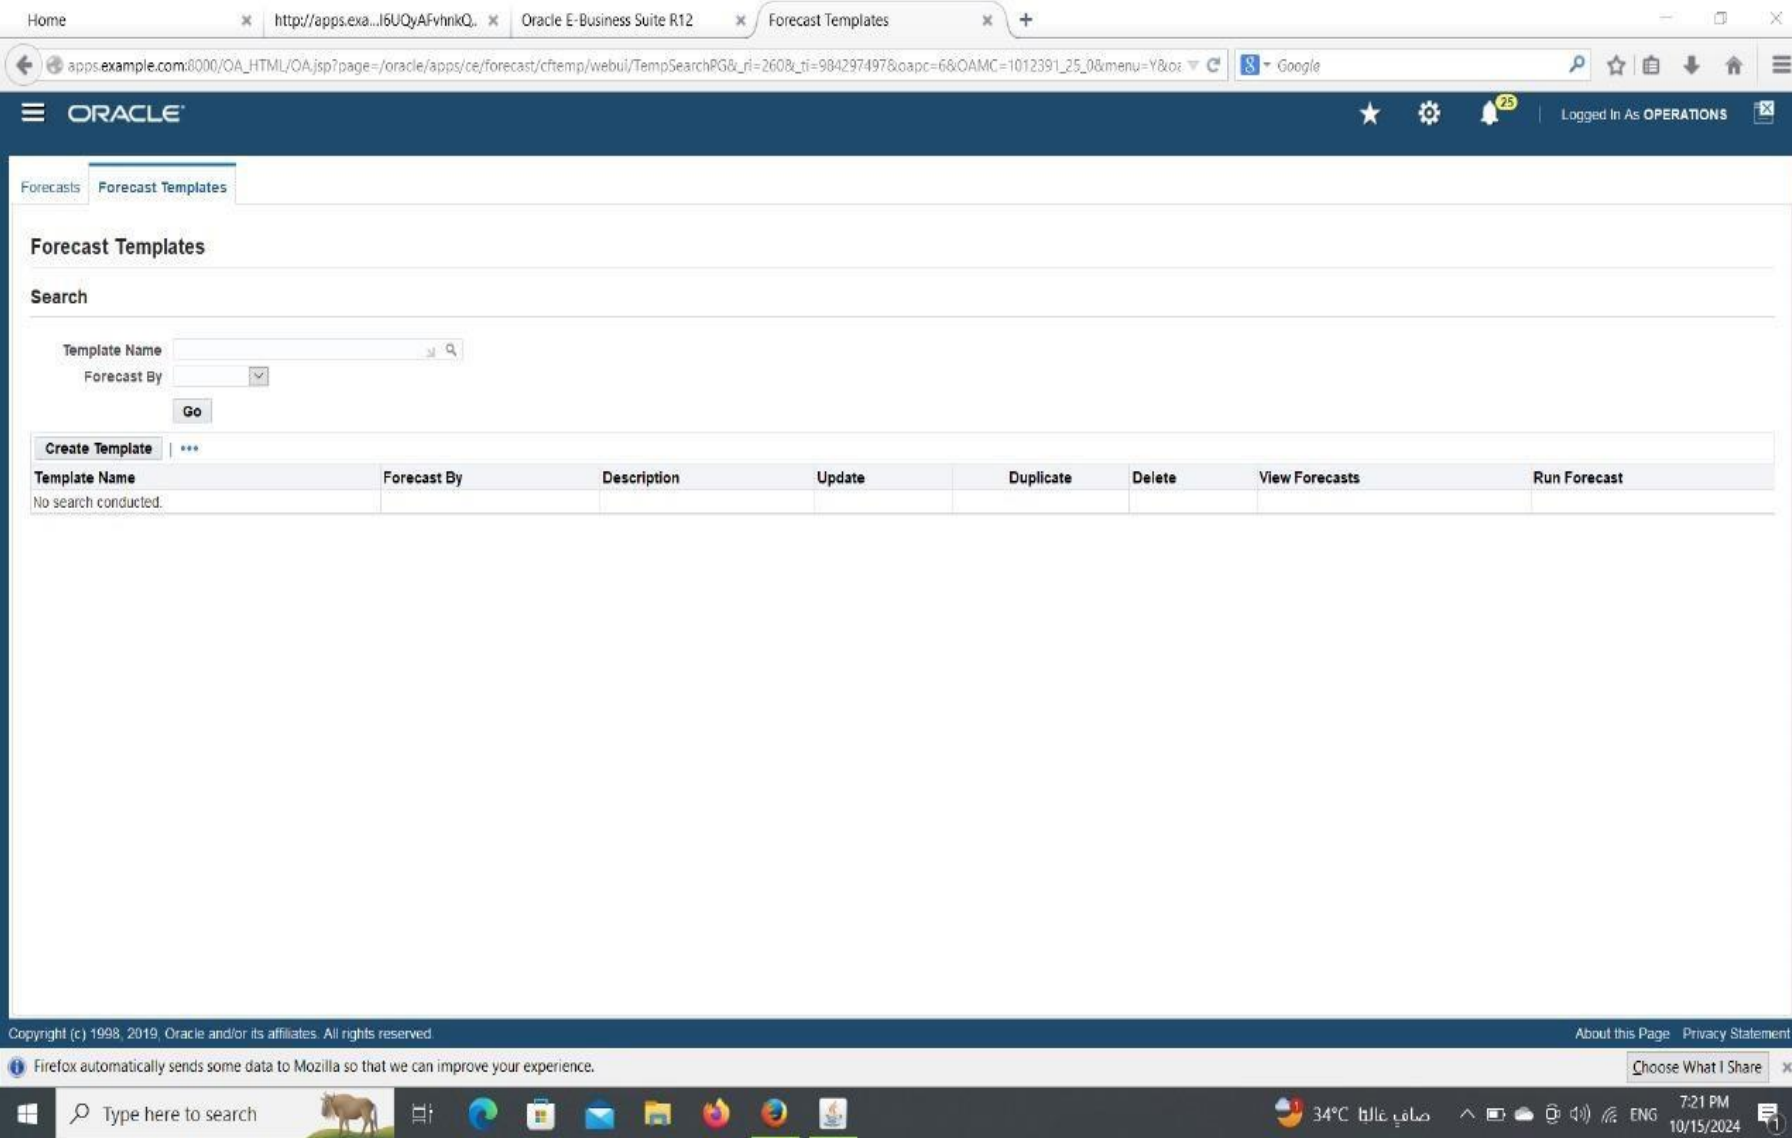 Home
http://apps.exa...I6UQyAFvhnkQ..
Oracle E-Business Suite R12
Forecast Templates
apps.example.com:8000/OA_HTML/OA.jsp?page=/oracle/apps/ce/forecast/cftemp/webui/TempSearchPG&_ri=260&_ti=984297497&oapc=6&OAMC=1012391_25_0&menu=Y&oa
Google
ORACLE
25
Logged In As OPERATIONS
Forecasts
Forecast Templates
Forecast Templates
Search
Template Name
Forecast By
Go
Create Template
Template Name Forecast By Description Update Duplicate Delete View Forecasts Run Forecast
No search conducted.
Copyright (c) 1998, 2019, Oracle and/or its affiliates. All rights reserved.
About this Page Privacy Statement
Firefox automatically sends some data to Mozilla so that we can improve your experience.
Choose What I Share
Type here to search
34°C صافٍ غالبًا
ENG
7:21 PM
10/15/2024